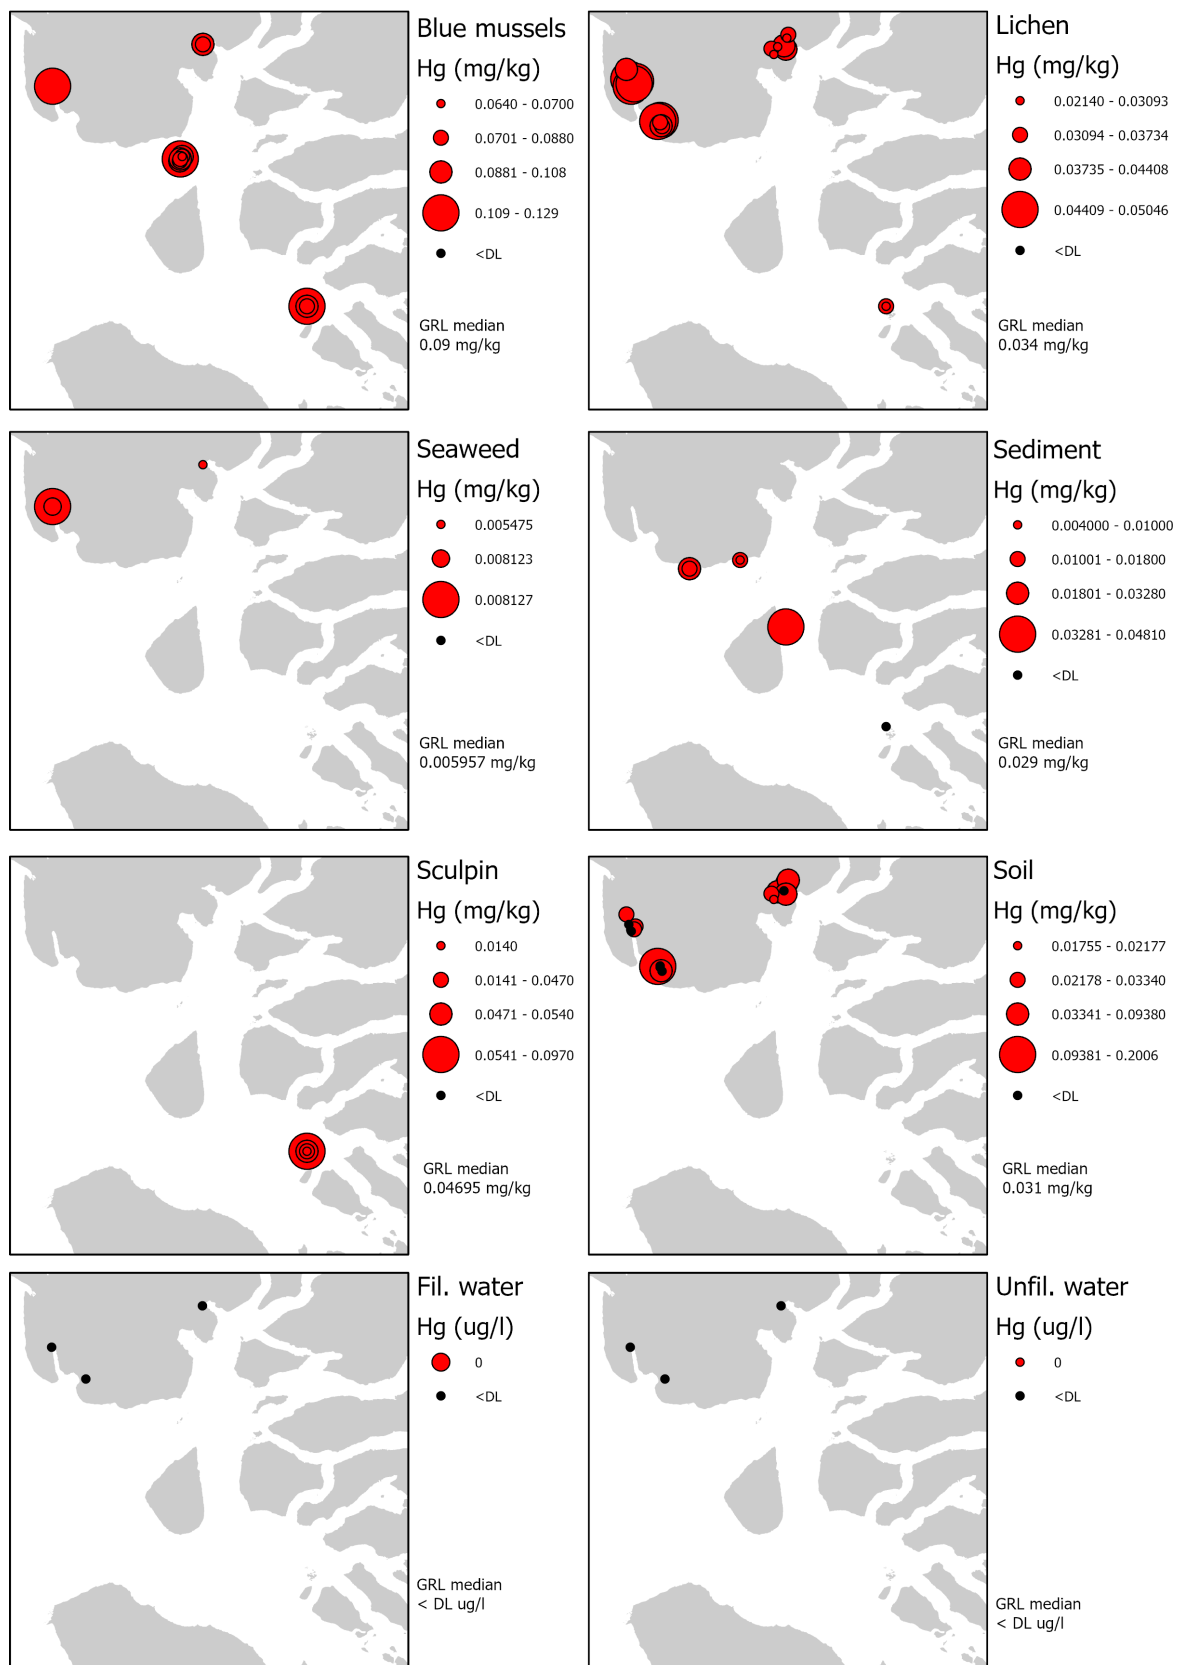 Blue mussels
Hg (mg/kg)
0.0640 - 0.0700
0.0701 - 0.0880
0.0881 - 0.108
0.109 - 0.129
<DL
GRL median
0.09 mg/kg
Lichen
Hg (mg/kg)
0.02140 - 0.03093
0.03094 - 0.03734
0.03735 - 0.04408
0.04409 - 0.05046
<DL
GRL median
0.034 mg/kg
Seaweed
Hg (mg/kg)
0.005475
0.008123
0.008127
<DL
GRL median
0.005957 mg/kg
Sediment
Hg (mg/kg)
0.004000 - 0.01000
0.01001 - 0.01800
0.01801 - 0.03280
0.03281 - 0.04810
<DL
GRL median
0.029 mg/kg
Sculpin
Hg (mg/kg)
0.0140
0.0141 - 0.0470
0.0471 - 0.0540
0.0541 - 0.0970
<DL
GRL median
0.04695 mg/kg
Soil
Hg (mg/kg)
0.01755 - 0.02177
0.02178 - 0.03340
0.03341 - 0.09380
0.09381 - 0.2006
<DL
GRL median
0.031 mg/kg
Fil. water
Hg (ug/l)
0
<DL
GRL median
< DL ug/l
Unfil. water
Hg (ug/l)
0
<DL
GRL median
< DL ug/l